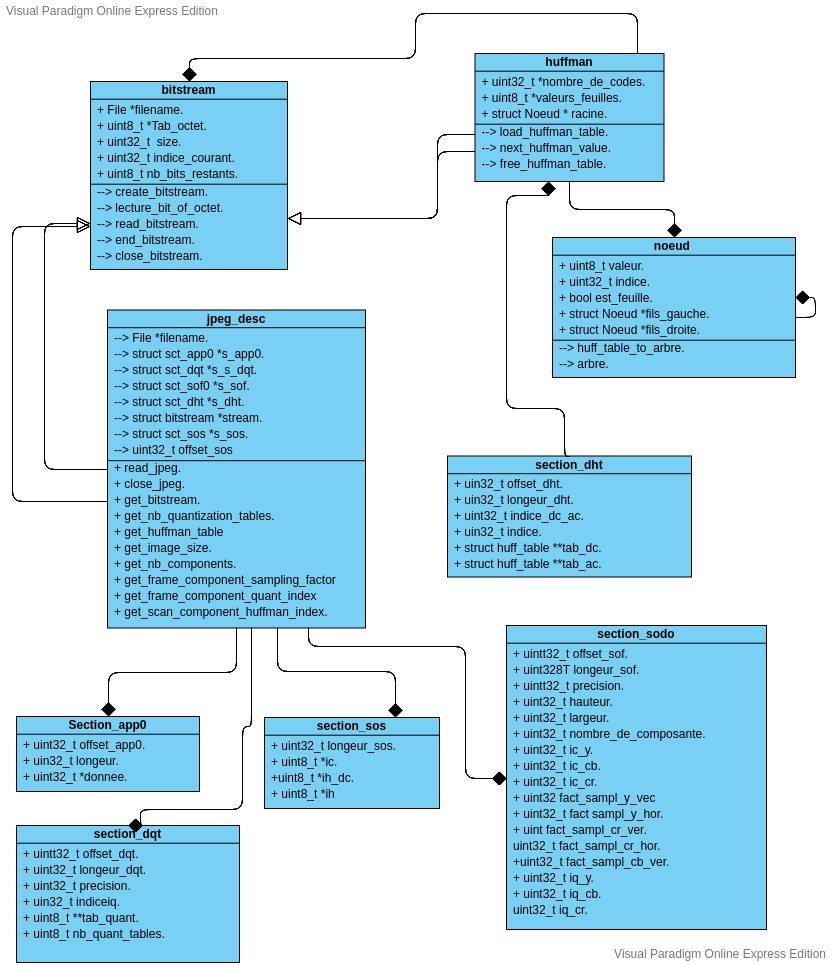 Visual Paradigm Online Express Edition
bitstream
+ File *filename.
+ uint8_t *Tab_octet.
+ uint32_t  size.
+ uint32_t indice_courant.
+ uint8_t nb_bits_restants.
--> create_bitstream.
--> lecture_bit_of_octet.
--> read_bitstream.
--> end_bitstream.
--> close_bitstream.
huffman
+ uint32_t *nombre_de_codes.
+ uint8_t *valeurs_feuilles.
+ struct Noeud * racine.
--> load_huffman_table.
--> next_huffman_value.
--> free_huffman_table.
noeud
+ uint8_t valeur.
+ uint32_t indice.
+ bool est_feuille.
+ struct Noeud *fils_gauche.
+ struct Noeud *fils_droite.
--> huff_table_to_arbre.
--> arbre.
jpeg_desc
--> File *filename.
--> struct sct_app0 *s_app0.
--> struct sct_dqt *s_s_dqt.
--> struct sct_sof0 *s_sof.
--> struct sct_dht *s_dht.
--> struct bitstream *stream.
--> struct sct_sos *s_sos.
--> uint32_t offset_sos
+ read_jpeg.
+ close_jpeg.
+ get_bitstream.
+ get_nb_quantization_tables.
+ get_huffman_table
+ get_image_size.
+ get_nb_components.
+ get_frame_component_sampling_factor
+ get_frame_component_quant_index
+ get_scan_component_huffman_index.
section_dht
+ uin32_t offset_dht.
+ uin32_t longeur_dht.
+ uint32_t indice_dc_ac.
+ uin32_t indice.
+ struct huff_table **tab_dc.
+ struct huff_table **tab_ac.
Section_app0
+ uint32_t offset_app0.
+ uin32_t longeur.
+ uint32_t *donnee.
section_sos
+ uint32_t longeur_sos.
+ uint8_t *ic.
+uint8_t *ih_dc.
+ uint8_t *ih
section_sodo
+ uintt32_t offset_sof.
+ uint328T longeur_sof.
+ uintt32_t precision.
+ uint32_t hauteur.
+ uint32_t largeur.
+ uint32_t nombre_de_composante.
+ uint32_t ic_y.
+ uint32_t ic_cb.
+ uint32_t ic_cr.
+ uint32 fact_sampl_y_vec
+ uint32_t fact sampl_y_hor.
+ uint fact_sampl_cr_ver.
uint32_t fact_sampl_cr_hor.
+uint32_t fact_sampl_cb_ver.
+ uint32_t iq_y.
+ uint32_t iq_cb.
uint32_t iq_cr.
section_dqt
+ uintt32_t offset_dqt.
+ uint32_t longeur_dqt.
+ uint32_t precision.
+ uin32_t indiceiq.
+ uint8_t **tab_quant.
+ uint8_t nb_quant_tables.
Visual Paradigm Online Express Edition